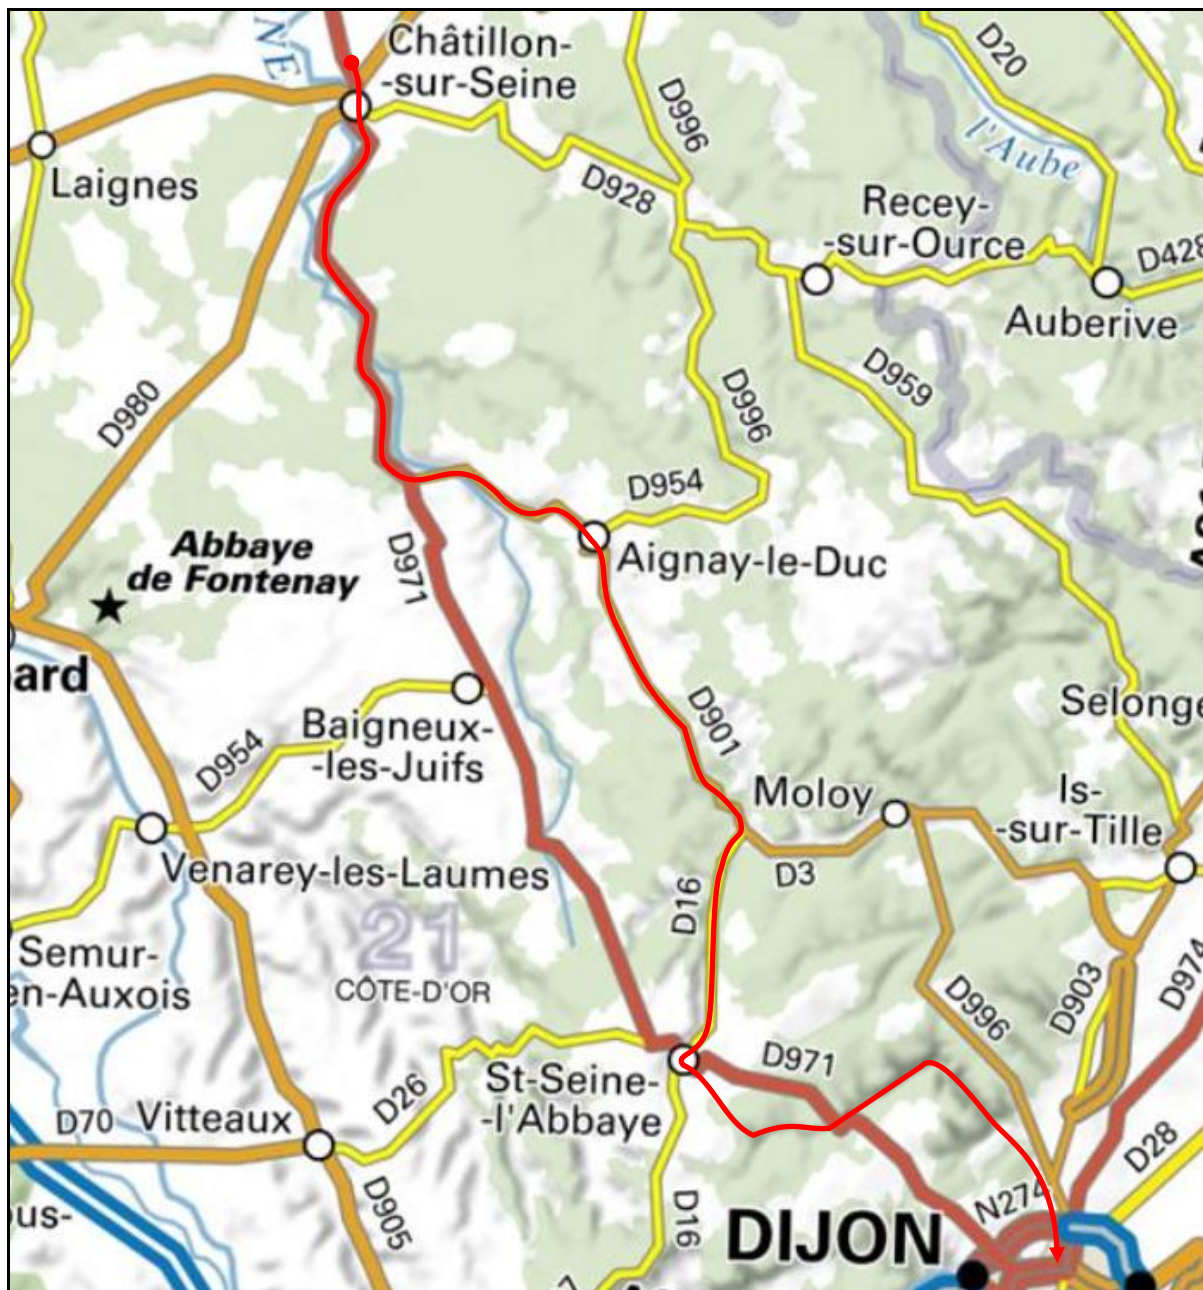 NE
Châtillon-
-sur-Seine
D20
D996
l'Aube
Laignes
D928
Recey-
-sur-Ource
D428
Auberive
D980
D959
D996
D954
Abbaye
de Fontenay
D971
Aignay-le-Duc
ard
D901
Selonge
Baigneux-
-les-Juifs
D954
Moloy
Is-
-sur-Tille
D3
Venarey-les-Laumes
D16
21
CÔTE-D'OR
Semur-
en-Auxois
D974
D903
D996
D971
St-Seine-
-l'Abbaye
D26
D70
Vitteaux
D28
D905
D16
N274
us-
DIJON